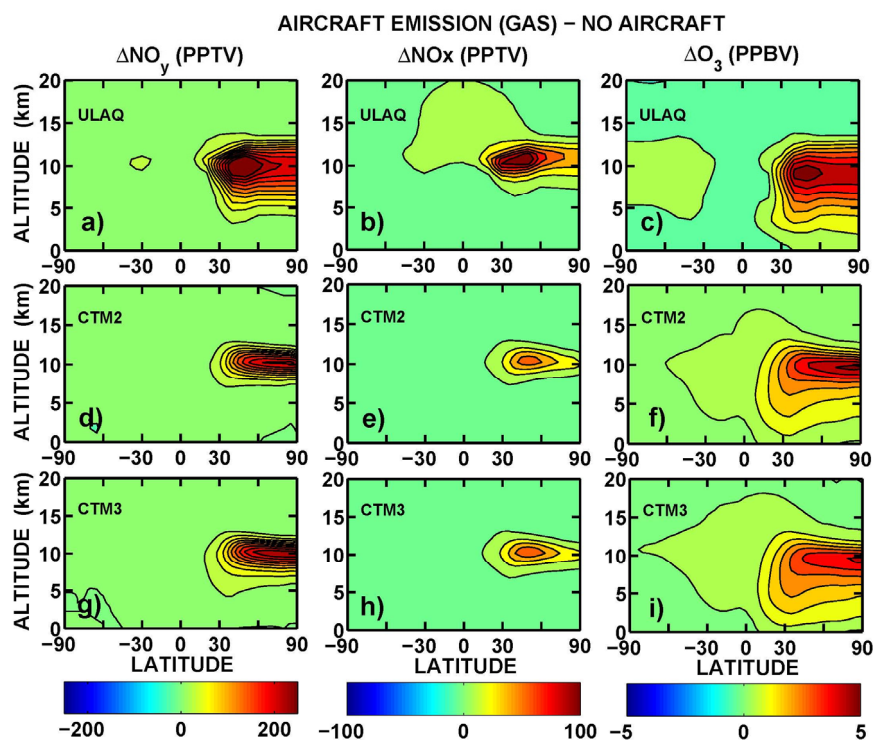 AIRCRAFT EMISSION (GAS) − NO AIRCRAFT
ΔNOy (PPTV) ΔNOx (PPTV) ΔO3 (PPBV)
20 20 20
ULAQ ULAQ ULAQ
15 15 15
ALTITUDE (km)
10 10 10
5 5 5
a) b) c)
0 0 0
−90 −30 0 30 90 −90 −30 0 30 90 −90 −30 0 30 90
20 20 20
CTM2 CTM2 CTM2
15 15 15
ALTITUDE (km)
10 10 10
5 5 5
d) e) f)
0 0 0
−90 −30 0 30 90 −90 −30 0 30 90 −90 −30 0 30 90
20 20 20
CTM3 CTM3 CTM3
15 15 15
ALTITUDE (km)
10 10 10
5 5 5
g) h) i)
0 0 0
−90 −30 0 30 90 −90 −30 0 30 90 −90 −30 0 30 90
LATITUDE LATITUDE LATITUDE
−200 0 200 −100 0 100 −5 0 5